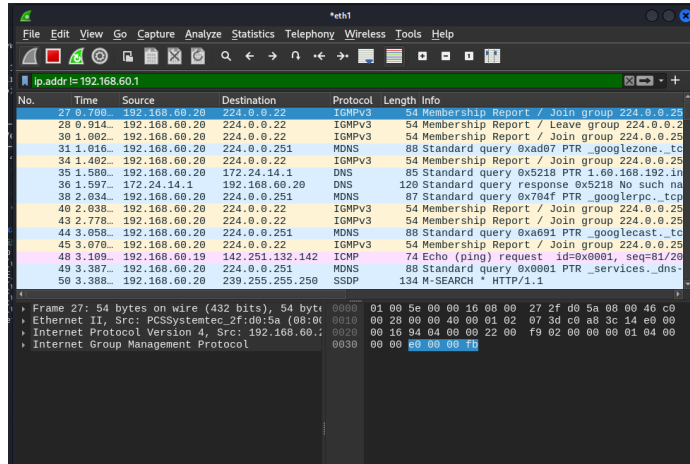 *eth1
File Edit View Go Capture Analyze Statistics Telephony Wireless Tools Help
ip.addr != 192.168.60.1
No. Time Source Destination Protocol Length Info
27 0.700… 192.168.60.20 224.0.0.22 IGMPv3 54 Membership Report / Join group 224.0.0.25
28 0.914… 192.168.60.20 224.0.0.22 IGMPv3 54 Membership Report / Leave group 224.0.0.2
30 1.002… 192.168.60.20 224.0.0.22 IGMPv3 54 Membership Report / Join group 224.0.0.25
31 1.016… 192.168.60.20 224.0.0.251 MDNS 88 Standard query 0xad07 PTR _googlezone._tc
34 1.402… 192.168.60.20 224.0.0.22 IGMPv3 54 Membership Report / Join group 224.0.0.25
35 1.580… 192.168.60.20 172.24.14.1 DNS 85 Standard query 0x5218 PTR 1.60.168.192.in
36 1.597… 172.24.14.1 192.168.60.20 DNS 120 Standard query response 0x5218 No such na
38 2.034… 192.168.60.20 224.0.0.251 MDNS 87 Standard query 0x704f PTR _googlerpc._tcp
40 2.038… 192.168.60.20 224.0.0.22 IGMPv3 54 Membership Report / Join group 224.0.0.25
43 2.778… 192.168.60.20 224.0.0.22 IGMPv3 54 Membership Report / Join group 224.0.0.25
44 3.058… 192.168.60.20 224.0.0.251 MDNS 88 Standard query 0xa691 PTR _googlecast._tc
45 3.070… 192.168.60.20 224.0.0.22 IGMPv3 54 Membership Report / Join group 224.0.0.25
48 3.109… 192.168.60.19 142.251.132.142 ICMP 74 Echo (ping) request id=0x0001, seq=81/20
49 3.387… 192.168.60.20 224.0.0.251 MDNS 88 Standard query 0x0001 PTR _services._dns-
50 3.388… 192.168.60.20 239.255.255.250 SSDP 134 M-SEARCH * HTTP/1.1
Frame 27: 54 bytes on wire (432 bits), 54 byte
Ethernet II, Src: PCSSystemtec_2f:d0:5a (08:00
Internet Protocol Version 4, Src: 192.168.60.2
Internet Group Management Protocol
0000 01 00 5e 00 00 16 08 00 27 2f d0 5a 08 00 46 c0
0010 00 28 00 00 40 00 01 02 07 3d c0 a8 3c 14 e0 00
0020 00 16 94 04 00 00 22 00 f9 02 00 00 00 01 04 00
0030 00 00 e0 00 00 fb